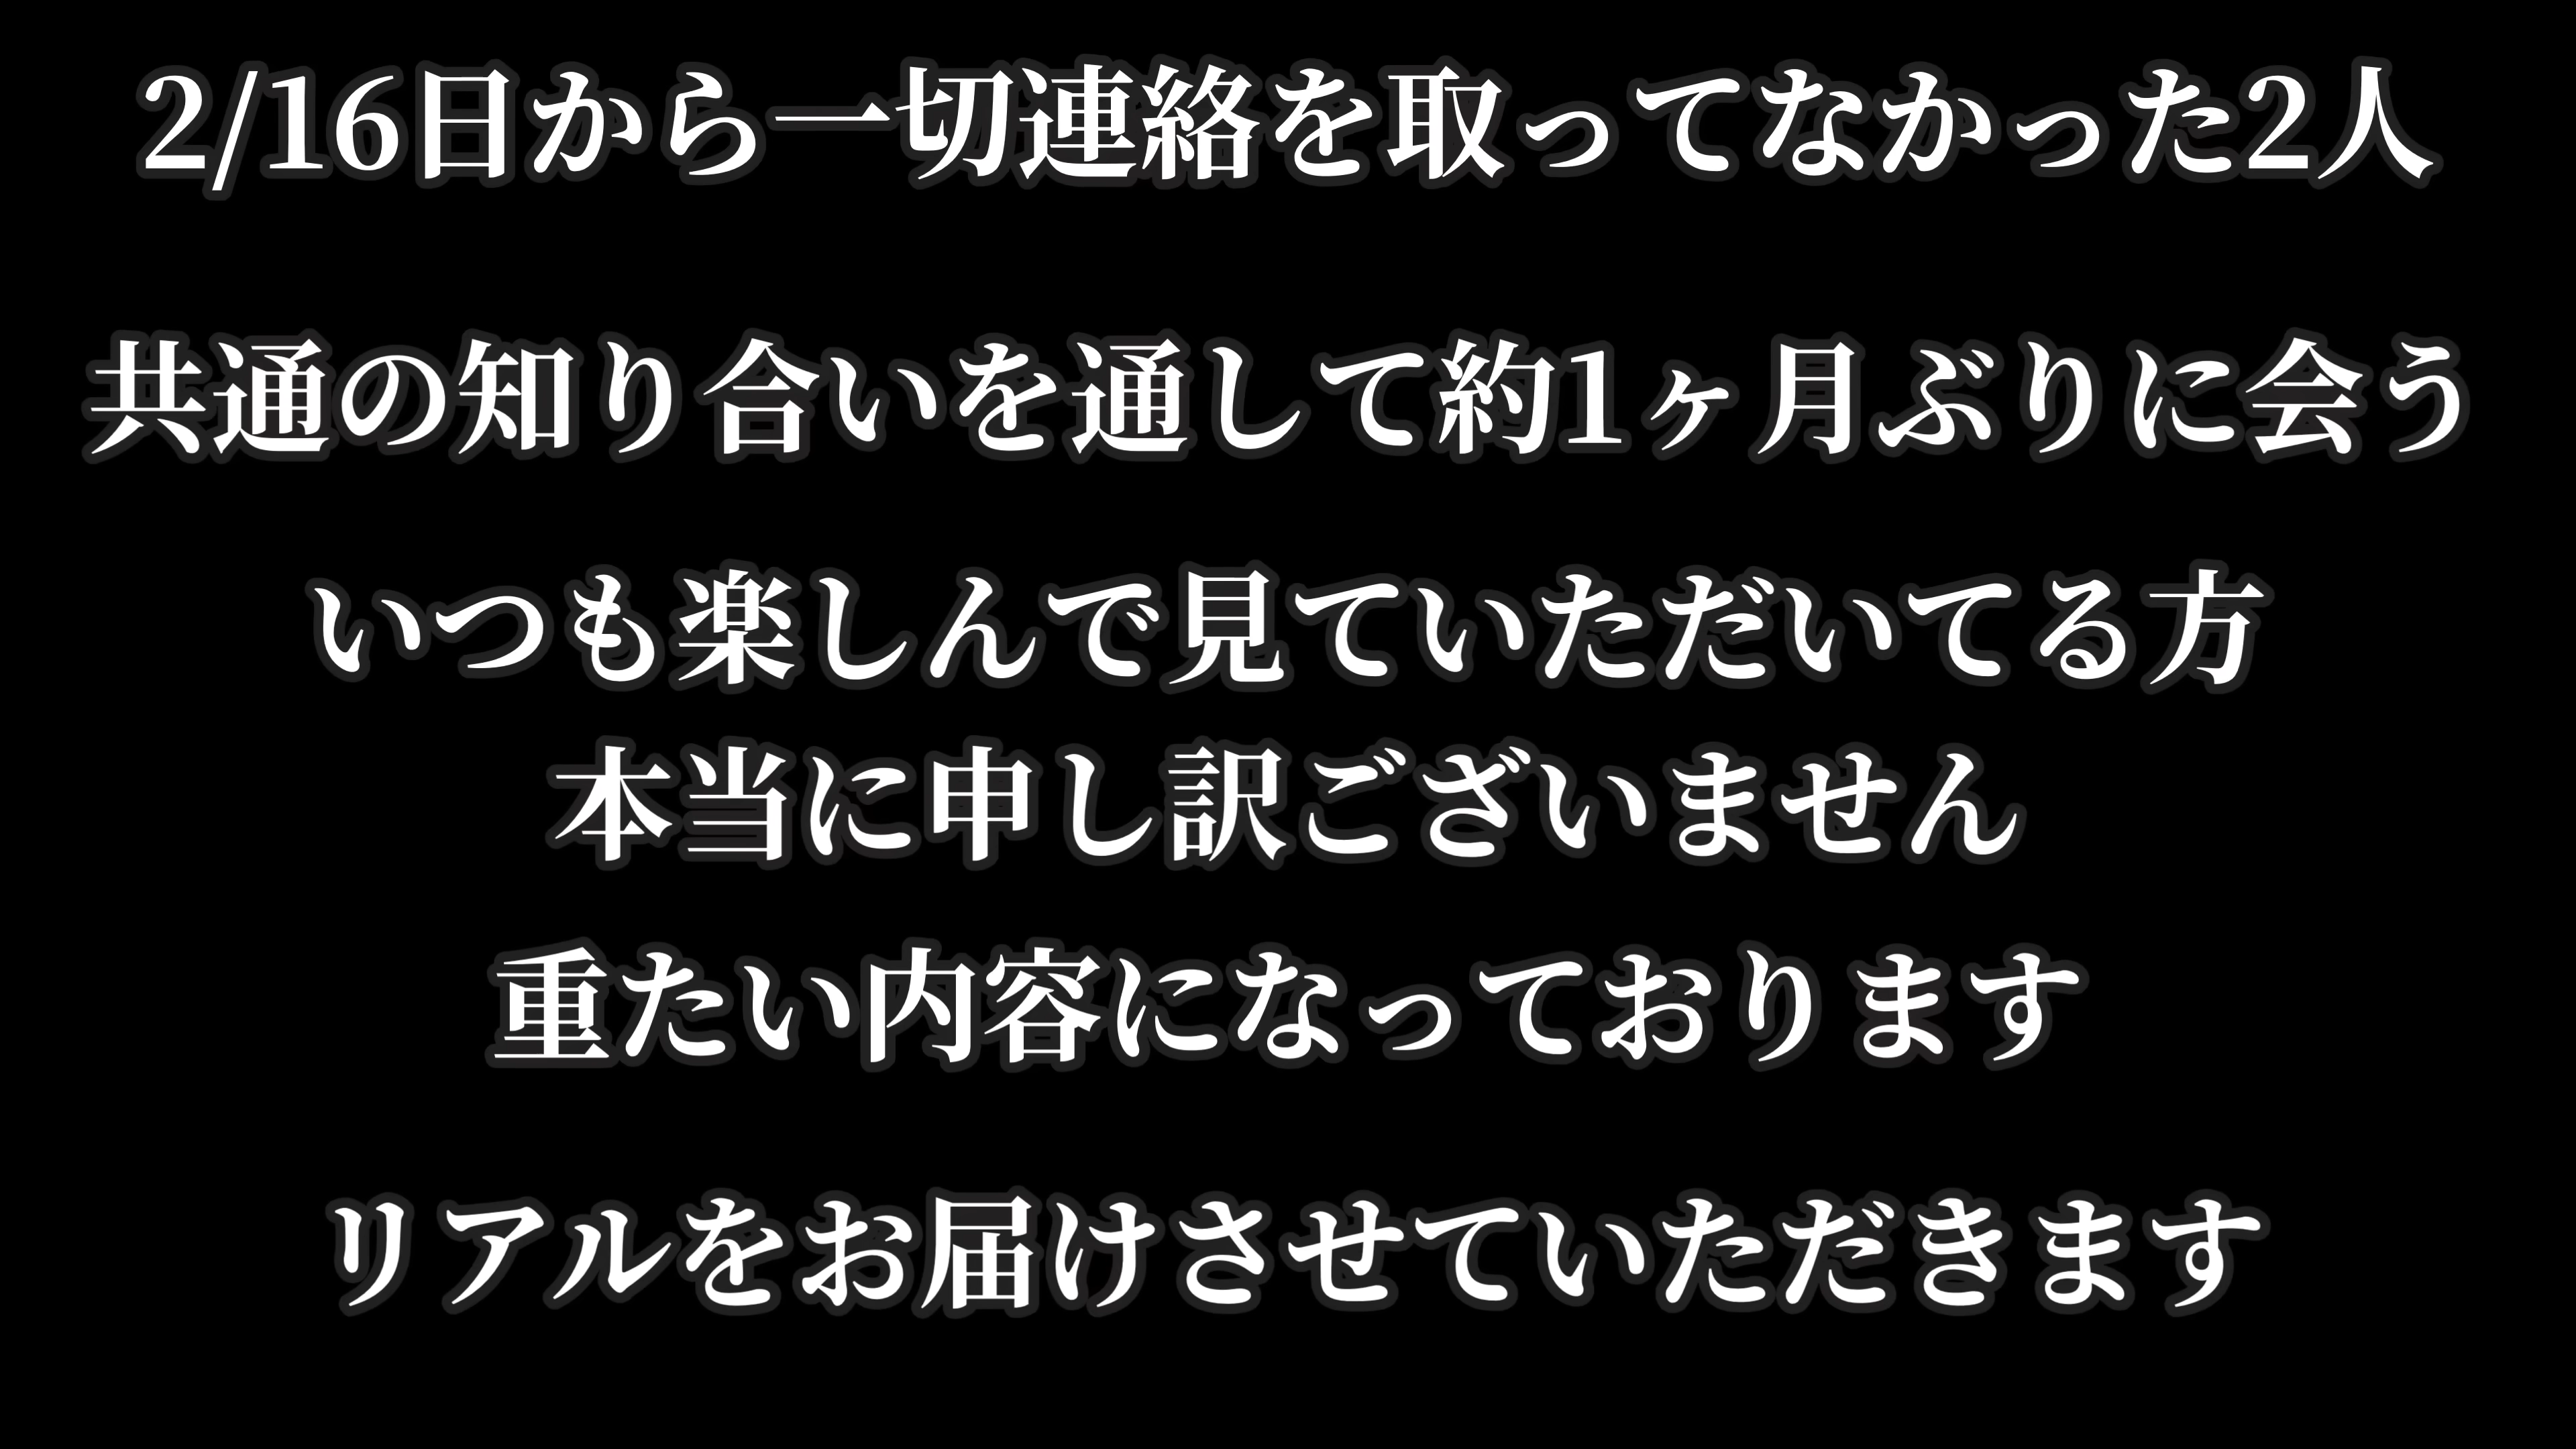 2/16日から一切連絡を取ってなかった2人
共通の知り合いを通して約1ヶ月ぶりに会う
いつも楽しんで見ていただいてる方
本当に申し訳ございません
重たい内容になっております
リアルをお届けさせていただきます